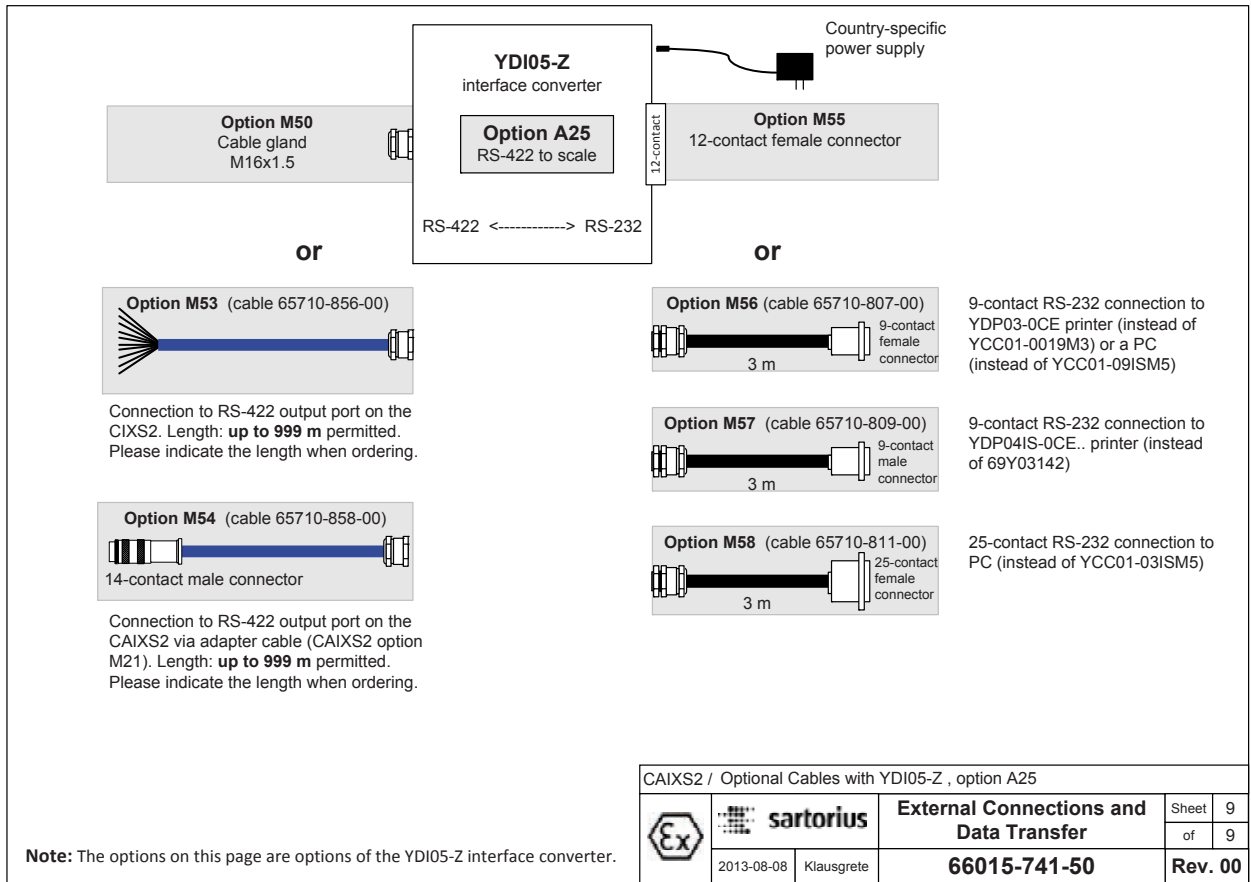 Country-specific
power supply
YDI05-Z
interface converter
Option M50
Cable gland
M16x1.5
Option A25
RS-422 to scale
12-contact
Option M55
12-contact female connector
RS-422 <------------> RS-232
or
or
Option M53 (cable 65710-856-00)
Connection to RS-422 output port on the
CIXS2. Length: up to 999 m permitted.
Please indicate the length when ordering.
Option M54 (cable 65710-858-00)
14-contact male connector
Connection to RS-422 output port on the
CAIXS2 via adapter cable (CAIXS2 option
M21). Length: up to 999 m permitted.
Please indicate the length when ordering.
Option M56 (cable 65710-807-00)
9-contact
female
connector
3 m
9-contact RS-232 connection to
YDP03-0CE printer (instead of
YCC01-0019M3) or a PC
(instead of YCC01-09ISM5)
Option M57 (cable 65710-809-00)
9-contact
male
connector
3 m
9-contact RS-232 connection to
YDP04IS-0CE.. printer (instead
of 69Y03142)
Option M58 (cable 65710-811-00)
25-contact
female
connector
3 m
25-contact RS-232 connection to
PC (instead of YCC01-03ISM5)
CAIXS2 / Optional Cables with YDI05-Z , option A25
Ex
sartorius
External Connections and
Data Transfer
Sheet 9
of 9
2013-08-08 Klausgrete
66015-741-50
Rev. 00
Note: The options on this page are options of the YDI05-Z interface converter.